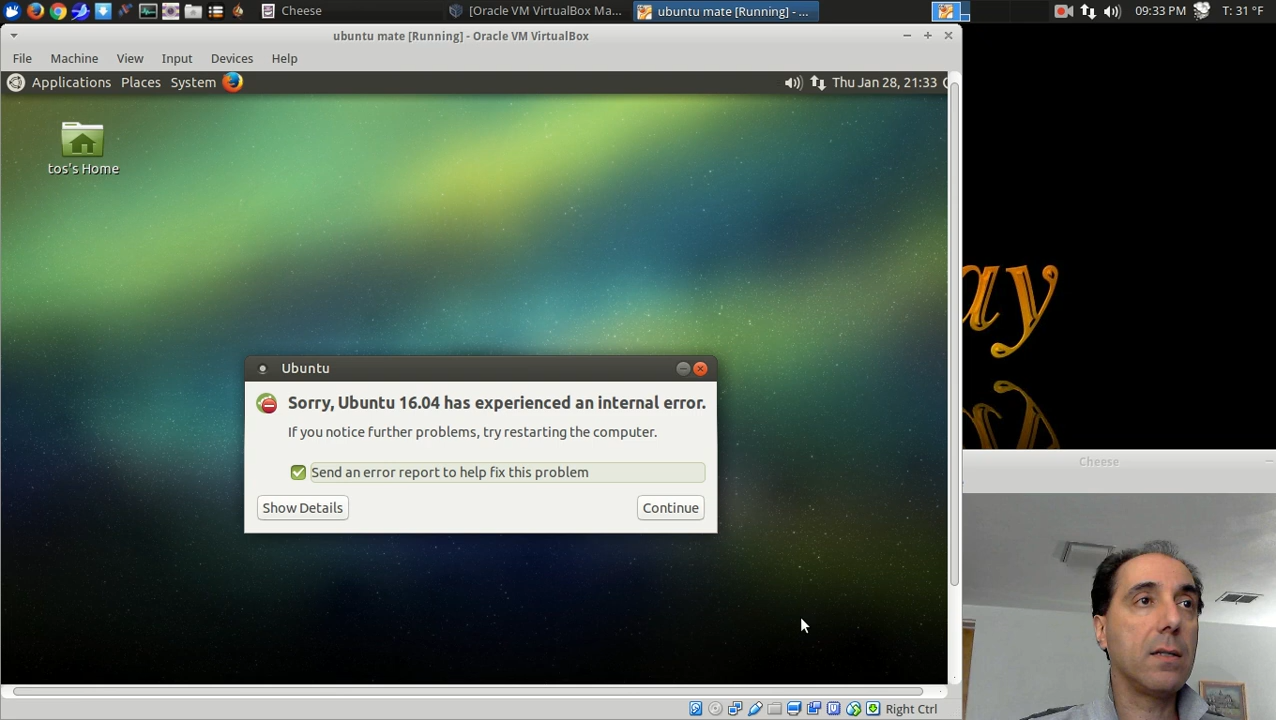 Cheese
[Oracle VM VirtualBox Ma...
ubuntu mate [Running] - ...
09:33 PM
T: 31 °F
ubuntu mate [Running] - Oracle VM VirtualBox
File Machine View Input Devices Help
Applications Places System
Thu Jan 28, 21:33
tos's Home
ay
Ubuntu
Sorry, Ubuntu 16.04 has experienced an internal error.
If you notice further problems, try restarting the computer.
Send an error report to help fix this problem
Show Details
Continue
Cheese
Right Ctrl